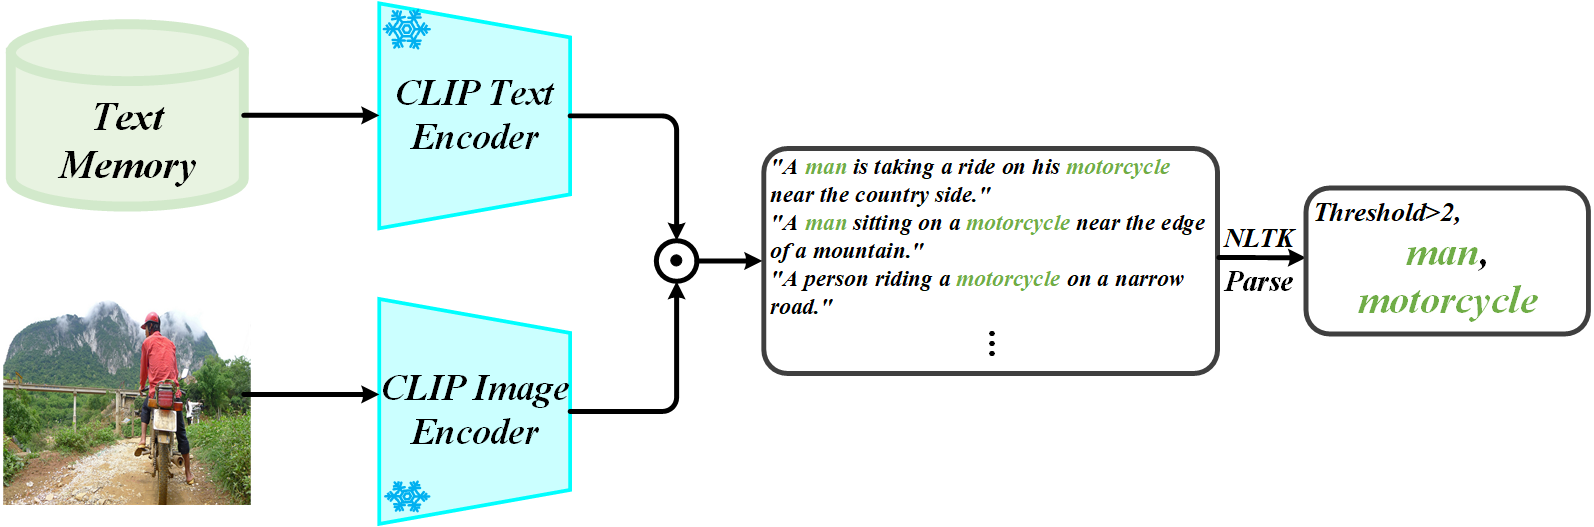 Text
Memory
CLIP Text
Encoder
CLIP Image
Encoder
"A man is taking a ride on his motorcycle
near the country side."
"A man sitting on a motorcycle near the edge
of a mountain."
"A person riding a motorcycle on a narrow
road."
NLTK
Parse
Threshold>2,
man,
motorcycle